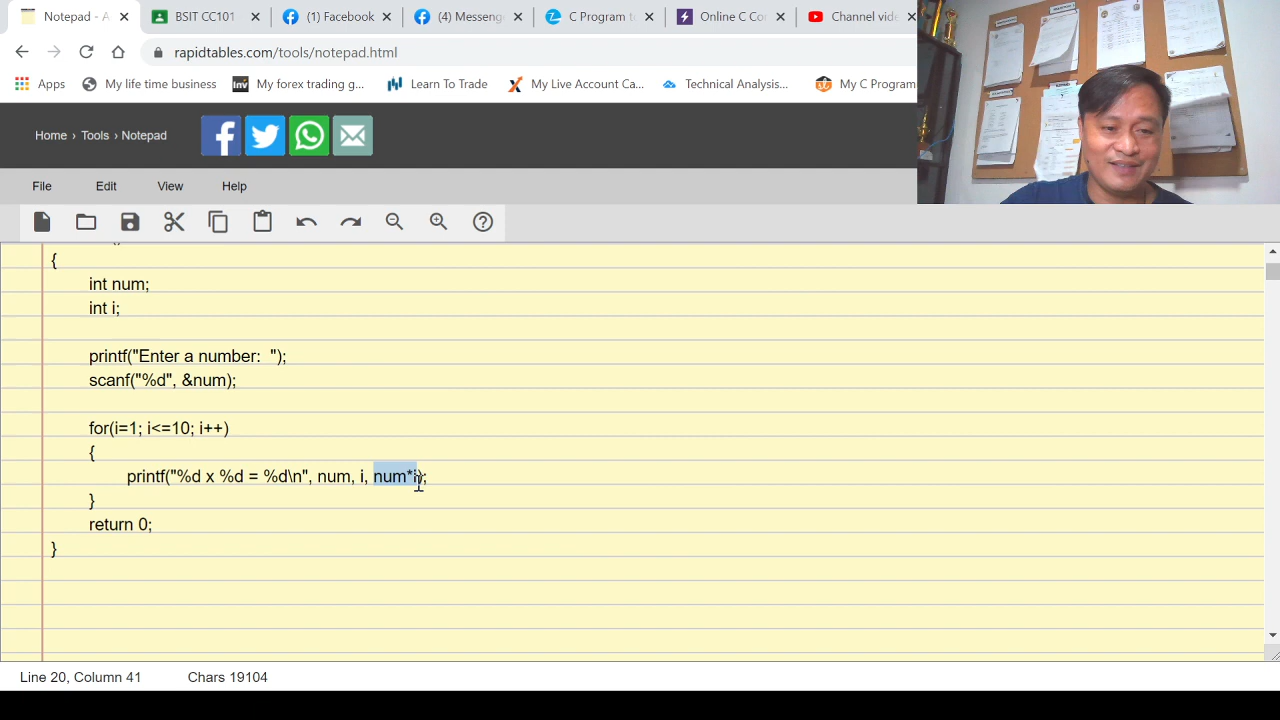 Notepad - A
BSIT CC101
(1) Facebook
(4) Messeng
C Program t
Online C Co
Channel vide
rapidtables.com/tools/notepad.html
Apps
My life time business
Inv
My forex trading g...
Learn To Trade
My Live Account Ca...
Technical Analysis...
My C Program
Home › Tools › Notepad
File
Edit
View
Help
{
int num;
int i;
printf("Enter a number:  ");
scanf("%d", &num);
for(i=1; i<=10; i++)
{
printf("%d x %d = %d\n", num, i, num*i);
}
return 0;
}
Line 20, Column 41
Chars 19104